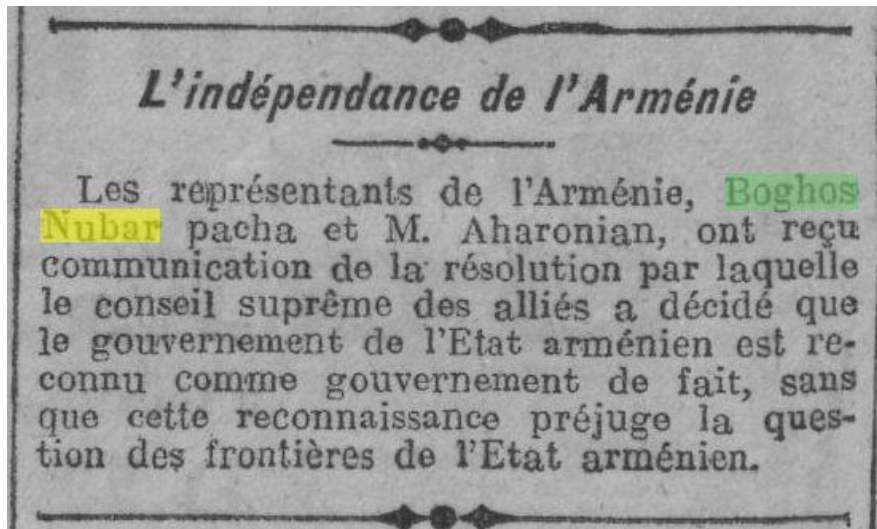 L'indépendance de l'Arménie
Les représentants de l'Arménie, Boghos
Nubar pacha et M. Aharonian, ont reçu
communication de la résolution par laquelle
le conseil suprême des alliés a décidé que
le gouvernement de l'Etat arménien est re-
connu comme gouvernement de fait, sans
que cette reconnaissance préjuge la ques-
tion des frontières de l'Etat arménien.